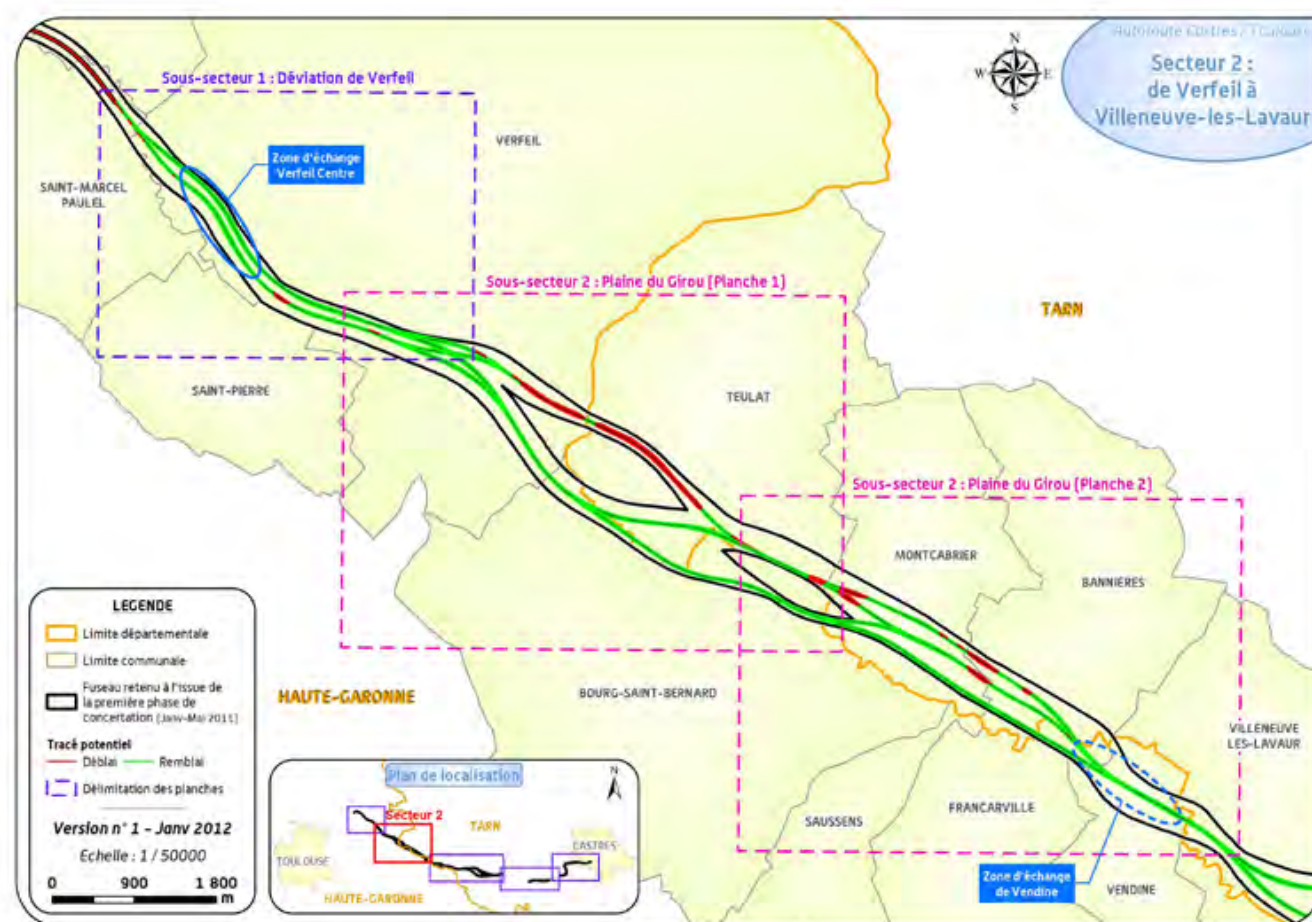 Autoroute Castres / Toulouse
Secteur 2 :
de Verfeil à
Villeneuve-les-Lavaur
N
W
E
S
Sous-secteur 1 : Déviation de Verfeil
Zone d'échange
Verfeil Centre
VERFEIL
SAINT-MARCEL
PAULEL
Sous-secteur 2 : Plaine du Girou (Planche 1)
TARN
SAINT-PIERRE
TEULAT
Sous-secteur 2 : Plaine du Girou (Planche 2)
MONTCABRIER
BANNIÈRES
BOURG-SAINT-BERNARD
HAUTE-GARONNE
VILLENEUVE
LES-LAVAUR
FRANCARVILLE
SAUSSENS
Zone d'échange
de Vendine
VENDINE
LEGENDE
Limite départementale
Limite communale
Fuseau retenu à l'issue de
la première phase de
concertation (Janv-Mai 2011)
Tracé potentiel
Déblai
Remblai
Délimitation des planches
Version n° 1 - Janv 2012
Echelle : 1 / 50000
0 900 1 800
m
Plan de localisation
N
Secteur 2
TARN
TOULOUSE
CASTRES
HAUTE-GARONNE